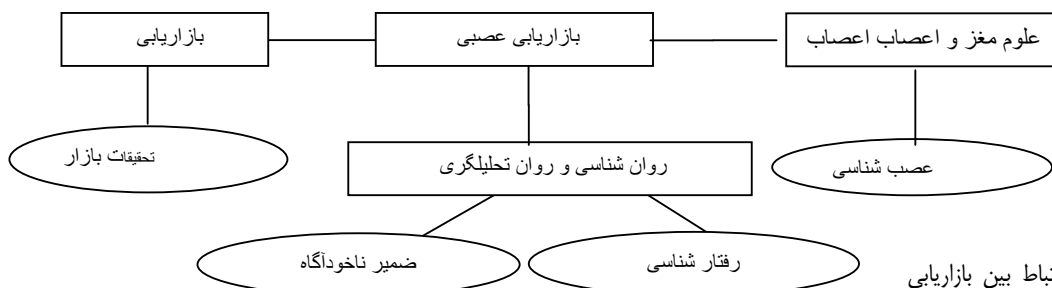 علوم مغز و اعصاب اعصاب
بازاریابی عصبی
بازاریابی
عصب شناسی
روان شناسی و روان تحلیلگری
تحقیقات بازار
رفتار شناسی
ضمیر ناخودآگاه
بین بازاریابی